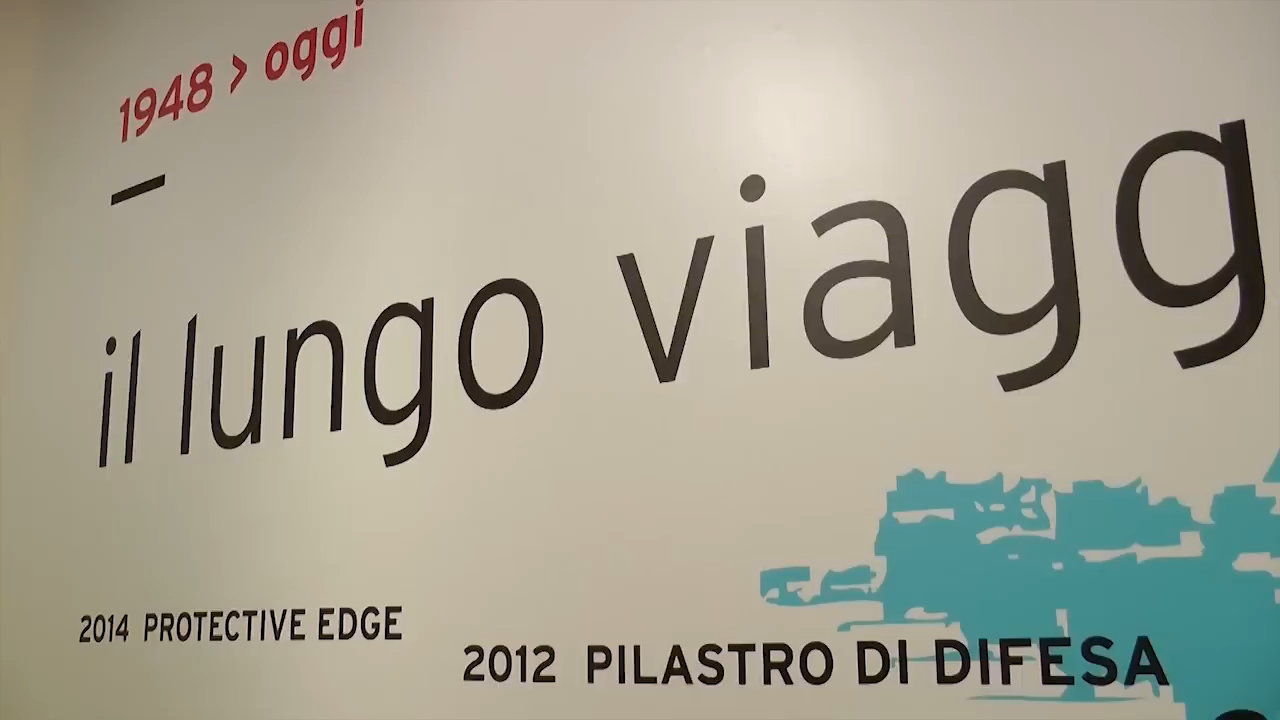 1948 > oggi
il lungo viagg
2014 PROTECTIVE EDGE
2012 PILASTRO DI DIFESA